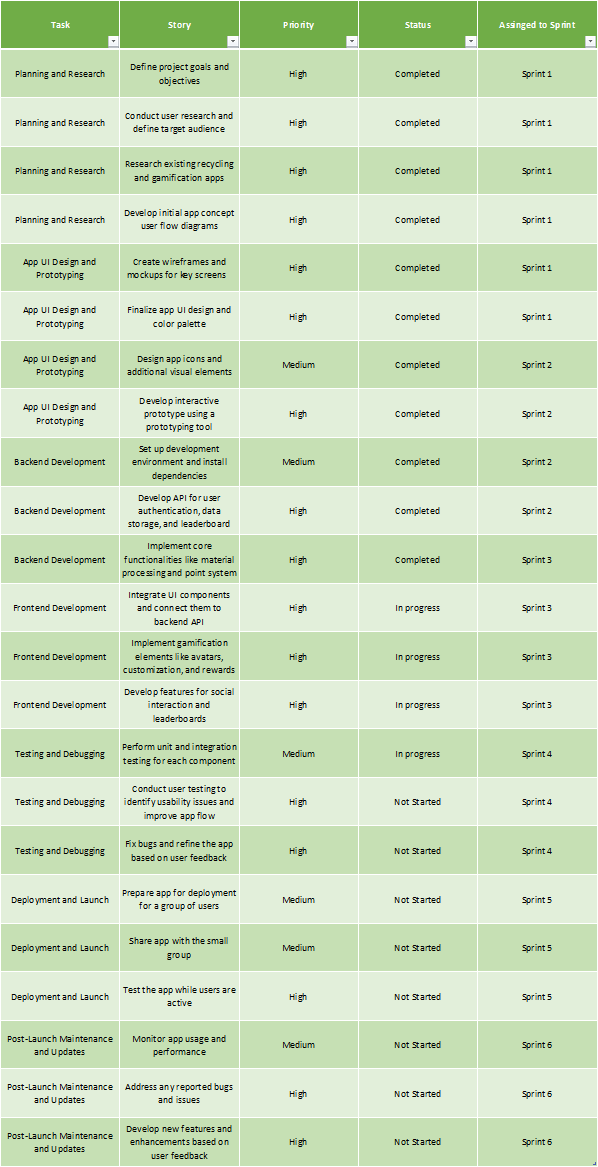 Task Story Priority Status Assinged to Sprint
Planning and Research Define project goals and objectives High Completed Sprint 1
Planning and Research Conduct user research and define target audience High Completed Sprint 1
Planning and Research Research existing recycling and gamification apps High Completed Sprint 1
Planning and Research Develop initial app concept user flow diagrams High Completed Sprint 1
App UI Design and Prototyping Create wireframes and mockups for key screens High Completed Sprint 1
App UI Design and Prototyping Finalize app UI design and color palette High Completed Sprint 1
App UI Design and Prototyping Design app icons and additional visual elements Medium Completed Sprint 2
App UI Design and Prototyping Develop interactive prototype using a prototyping tool High Completed Sprint 2
Backend Development Set up development environment and install dependencies Medium Completed Sprint 2
Backend Development Develop API for user authentication, data storage, and leaderboard High Completed Sprint 2
Backend Development Implement core functionalities like material processing and point system High Completed Sprint 3
Frontend Development Integrate UI components and connect them to backend API High In progress Sprint 3
Frontend Development Implement gamification elements like avatars, customization, and rewards High In progress Sprint 3
Frontend Development Develop features for social interaction and leaderboards High In progress Sprint 3
Testing and Debugging Perform unit and integration testing for each component Medium In progress Sprint 4
Testing and Debugging Conduct user testing to identify usability issues and improve app flow High Not Started Sprint 4
Testing and Debugging Fix bugs and refine the app based on user feedback High Not Started Sprint 4
Deployment and Launch Prepare app for deployment for a group of users Medium Not Started Sprint 5
Deployment and Launch Share app with the small group Medium Not Started Sprint 5
Deployment and Launch Test the app while users are active High Not Started Sprint 5
Post-Launch Maintenance and Updates Monitor app usage and performance Medium Not Started Sprint 6
Post-Launch Maintenance and Updates Address any reported bugs and issues High Not Started Sprint 6
Post-Launch Maintenance and Updates Develop new features and enhancements based on user feedback High Not Started Sprint 6